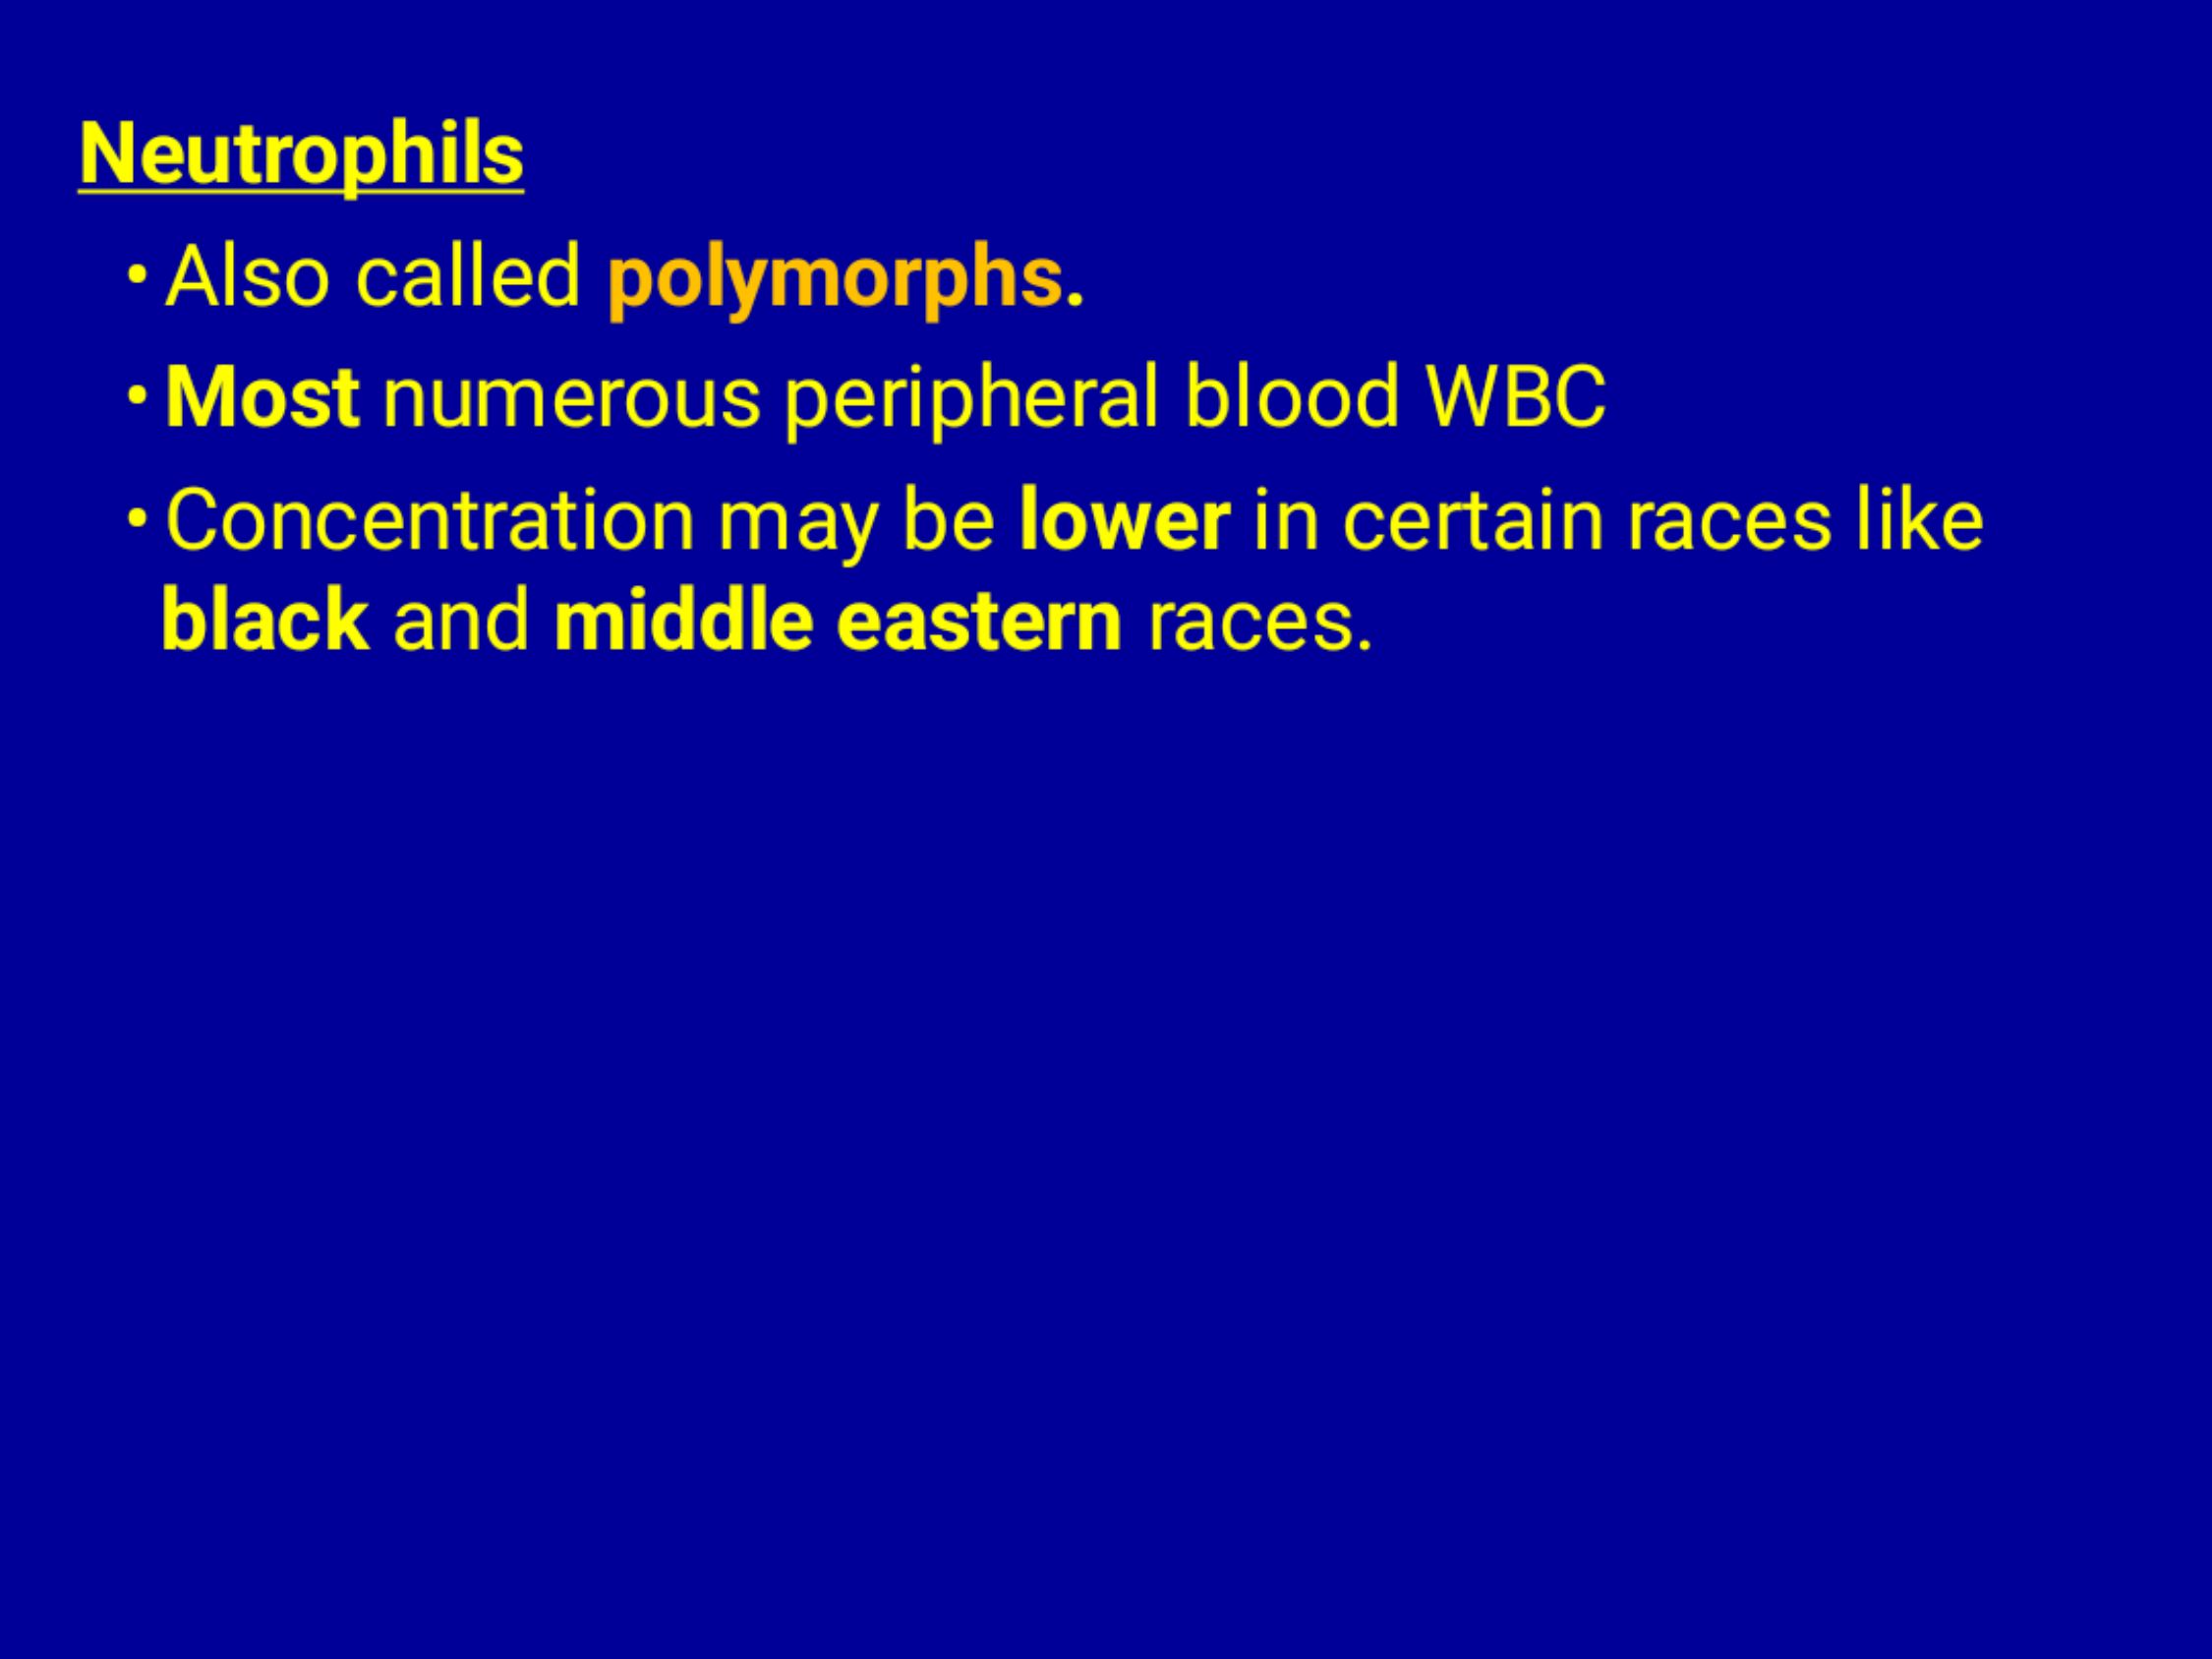 Neutrophils
• Also called polymorphs.
• Most numerous peripheral blood WBC
• Concentration may be lower in certain races like
black and middle eastern races.